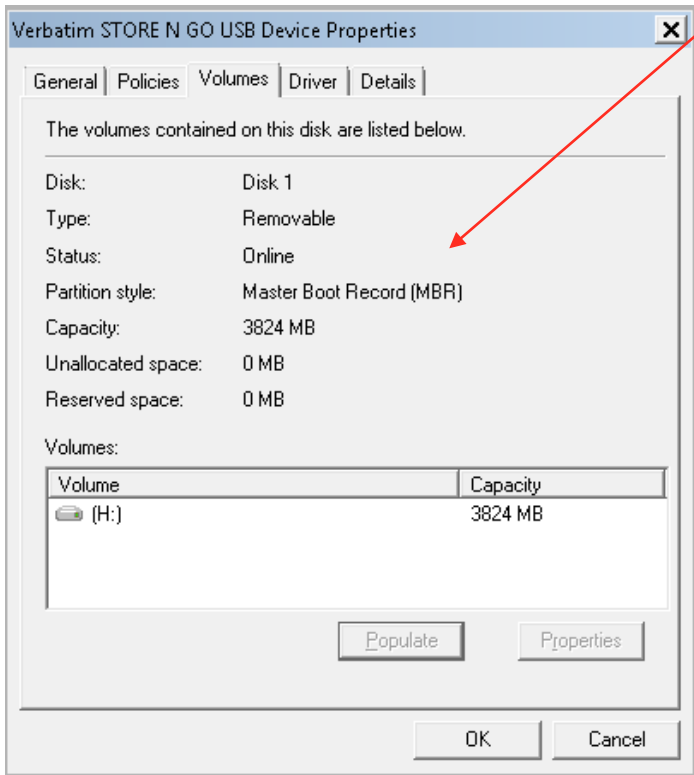 Verbatim STORE N GO USB Device Properties
General Policies Volumes Driver Details
The volumes contained on this disk are listed below.
Disk: Disk 1
Type: Removable
Status: Online
Partition style: Master Boot Record (MBR)
Capacity: 3824 MB
Unallocated space: 0 MB
Reserved space: 0 MB
Volumes:
Volume Capacity
(H:) 3824 MB
Populate Properties
OK Cancel